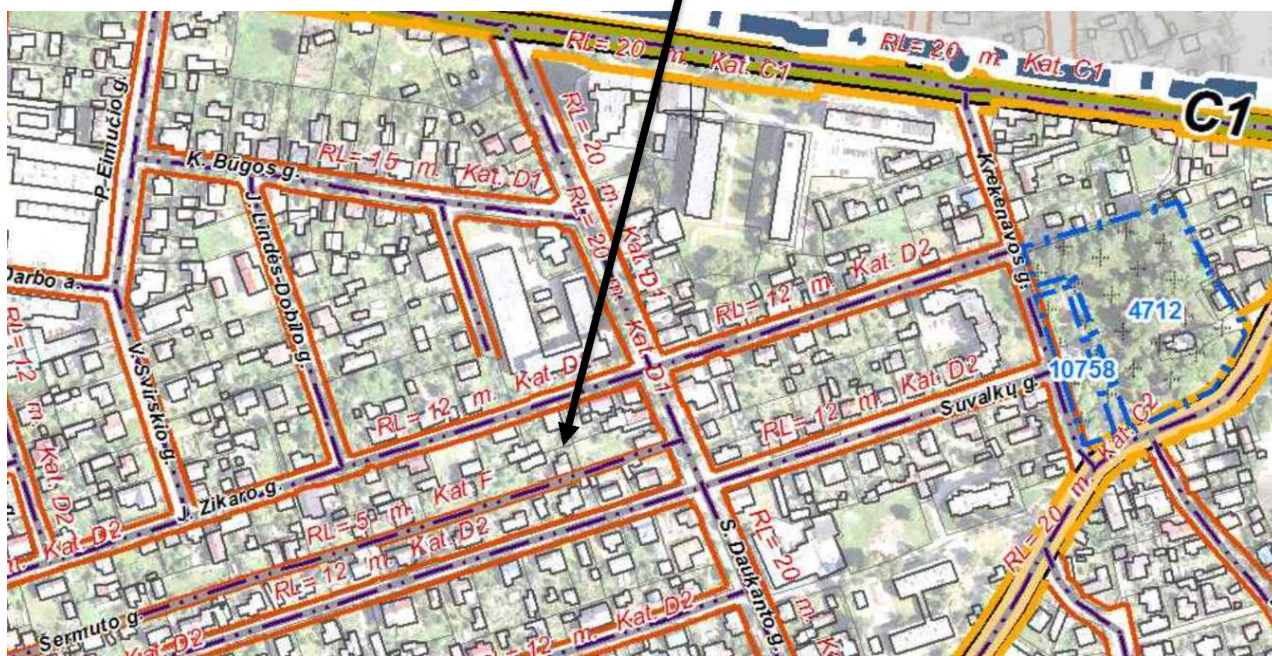 RL= 20 m. Kat. C1
RL= 20 m. Kat. C1
C1
P. Eimučio g.
K. Būgos g.
RL= 15 m. Kat. D1
RL= 20 m. Kat. D1
RL= 20 m. Kat. D1
J. Lindės-Dobilo g.
Krekenavos g.
Darbo a.
V. Svirskio g.
RL= 12 m. Kat. D2
RL= 12 m. Kat. D2
RL= 12 m. Kat.
4712
10758
RL= 12 m. Kat. D2
Suvalkų g.
J. Zikaro g.
Kat. D2
RL= 5 m. Kat. F
RL= 12 m. Kat. D2
RL= 20 m. Kat. C2
S. Daukanto g.
RL= 20 m.
Šermuto g.
Kat. D2
RL= 12 m. Kat. D2